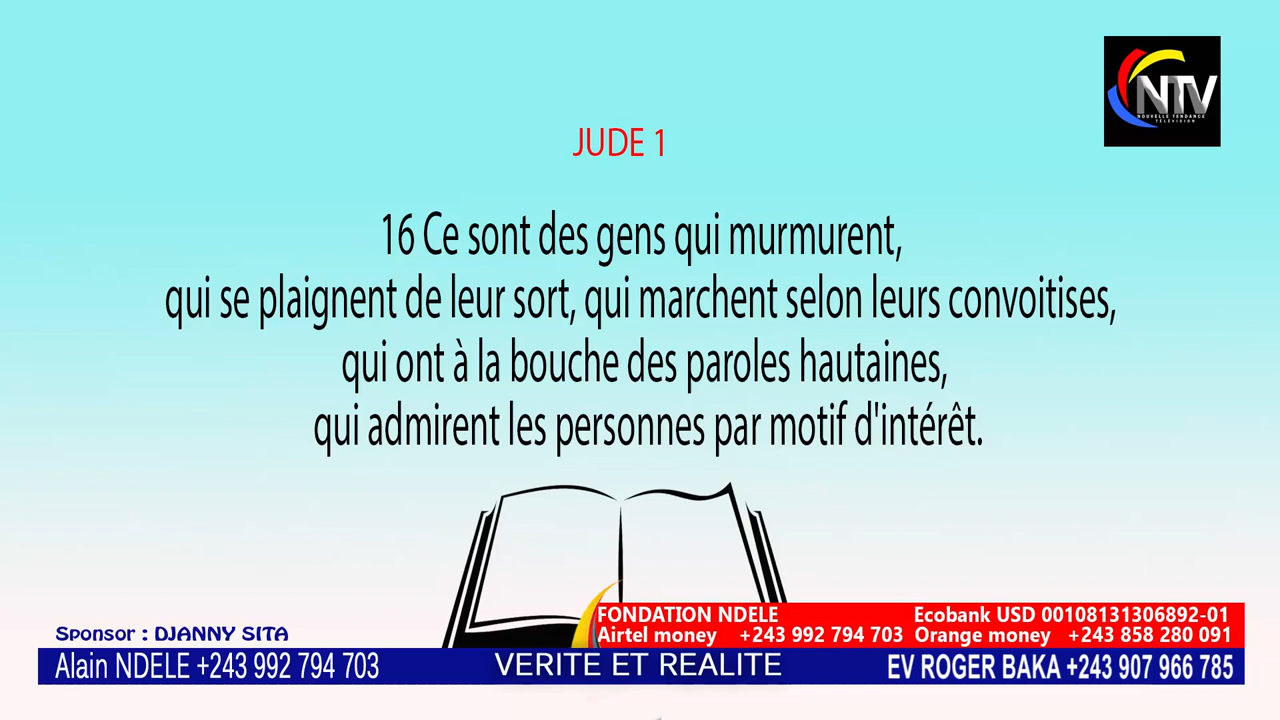 NTV
NOUVELLE TENDANCE
TÉLÉVISION
JUDE 1
16 Ce sont des gens qui murmurent,
qui se plaignent de leur sort, qui marchent selon leurs convoitises,
qui ont à la bouche des paroles hautaines,
qui admirent les personnes par motif d'intérêt.
FONDATION NDELE Ecobank USD 00108131306892-01
Sponsor : DJANNY SITA
Airtel money +243 992 794 703 Orange money +243 858 280 091
Alain NDELE +243 992 794 703
VERITE ET REALITE
EV ROGER BAKA +243 907 966 785